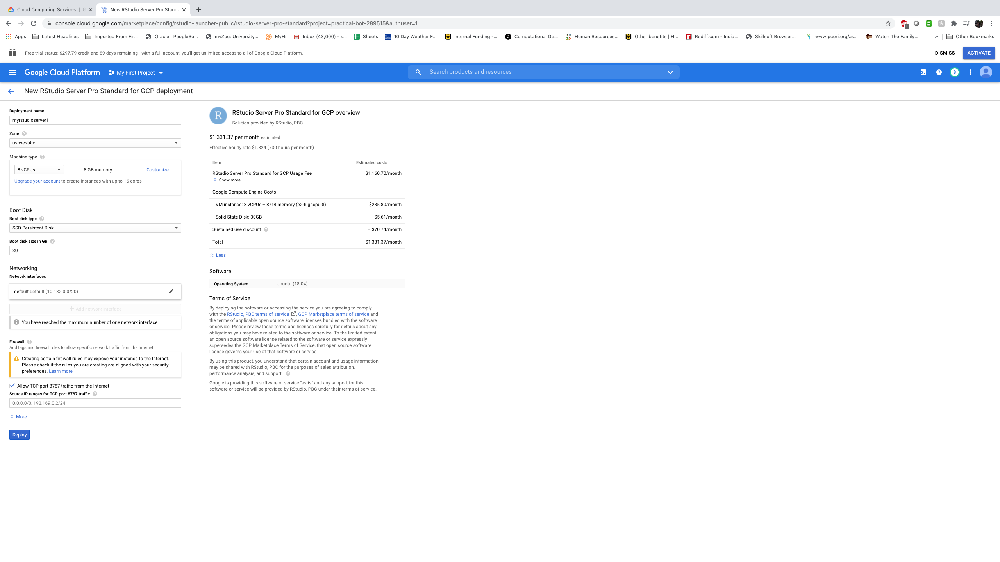 Cloud Computing Services | G
New RStudio Server Pro Standa
console.cloud.google.com/marketplace/config/rstudio-launcher-public/rstudio-server-pro-standard?project=practical-bot-289515&authuser=1
ABP 1
Apps Latest Headlines Imported From Fir... Oracle | PeopleSo... myZou: University... MyHr Inbox (43,000) - s... Sheets 10 Day Weather F... Internal Funding -... Computational Ge... Human Resources... Other benefits | H... Rediff.com - India... Skillsoft Browser... www.pcori.org/as... Watch The Family... » Other Bookmarks
Free trial status: $297.79 credit and 89 days remaining - with a full account, you'll get unlimited access to all of Google Cloud Platform.
DISMISS ACTIVATE
Google Cloud Platform My First Project Search products and resources 3
New RStudio Server Pro Standard for GCP deployment
Deployment name
myrstudioserver1
Zone
us-west4-c
Machine type
8 vCPUs 8 GB memory Customize
Upgrade your account to create instances with up to 16 cores
Boot Disk
Boot disk type
SSD Persistent Disk
Boot disk size in GB
30
Networking
Network interfaces
default default (10.182.0.0/20)
Add network interface
You have reached the maximum number of one network interface
Firewall
Add tags and firewall rules to allow specific network traffic from the Internet
Creating certain firewall rules may expose your instance to the Internet.
Please check if the rules you are creating are aligned with your security
preferences. Learn more
Allow TCP port 8787 traffic from the Internet
Source IP ranges for TCP port 8787 traffic
0.0.0.0/0, 192.169.0.2/24
More
Deploy
R
RStudio Server Pro Standard for GCP overview
Solution provided by RStudio, PBC
$1,331.37 per month estimated
Effective hourly rate $1.824 (730 hours per month)
Item Estimated costs
RStudio Server Pro Standard for GCP Usage Fee $1,160.70/month
Show more
Google Compute Engine Costs
VM instance: 8 vCPUs + 8 GB memory (e2-highcpu-8) $235.80/month
Solid State Disk: 30GB $5.61/month
Sustained use discount − $70.74/month
Total $1,331.37/month
Less
Software
Operating System Ubuntu (18.04)
Terms of Service
By deploying the software or accessing the service you are agreeing to comply
with the RStudio, PBC terms of service , GCP Marketplace terms of service and
the terms of applicable open source software licenses bundled with the software
or service. Please review these terms and licenses carefully for details about any
obligations you may have related to the software or service. To the limited extent
an open source software license related to the software or service expressly
supersedes the GCP Marketplace Terms of Service, that open source software
license governs your use of that software or service.
By using this product, you understand that certain account and usage information
may be shared with RStudio, PBC for the purposes of sales attribution,
performance analysis, and support.
Google is providing this software or service "as-is" and any support for this
software or service will be provided by RStudio, PBC under their terms of service.